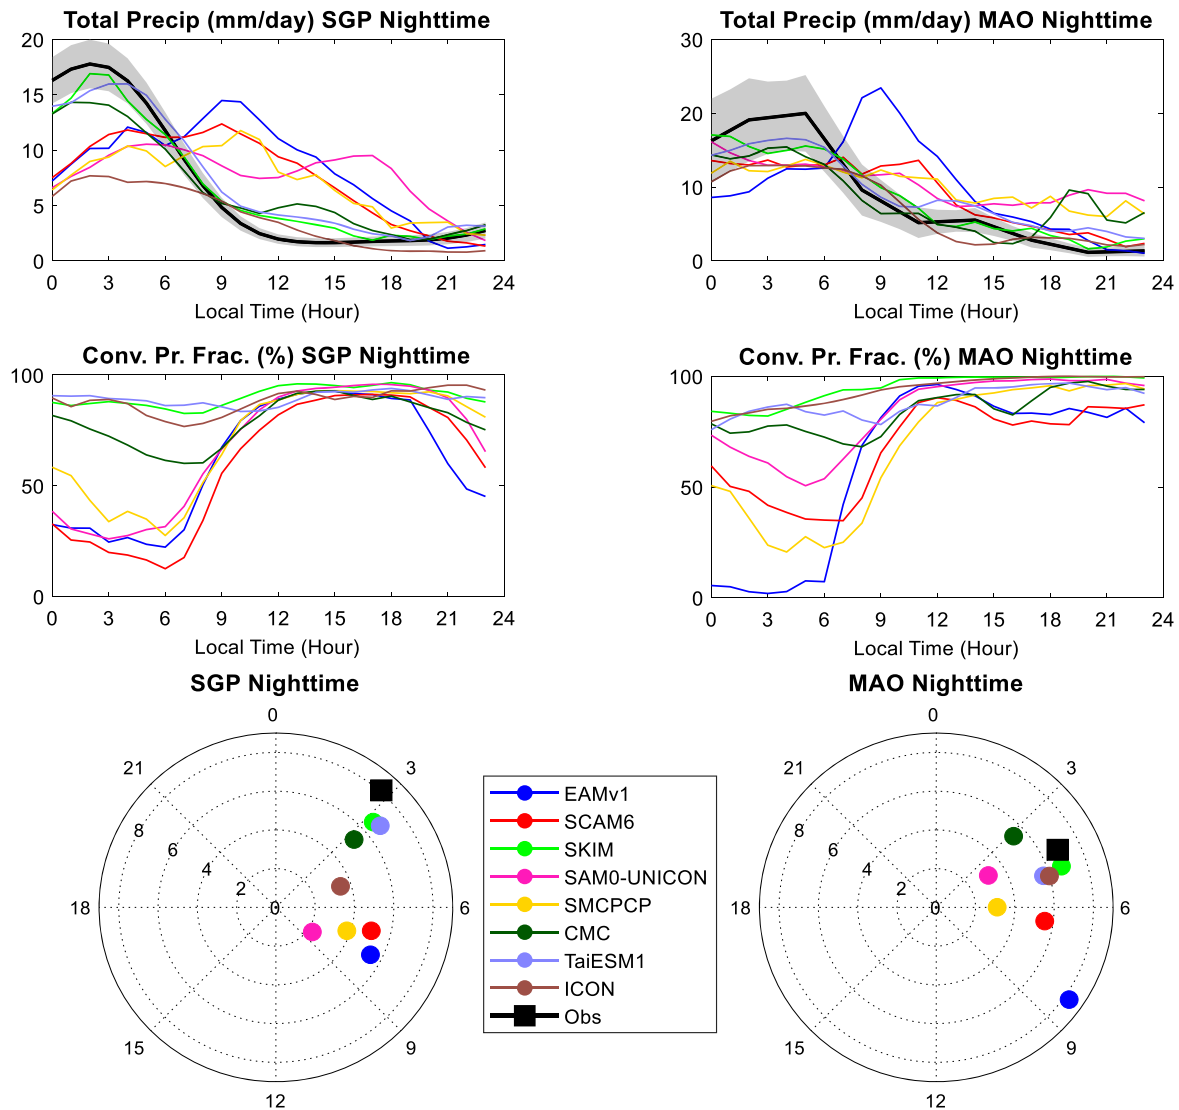 Total Precip (mm/day) SGP Nighttime
Total Precip (mm/day) MAO Nighttime
20
15
10
5
0
0 3 6 9 12 15 18 21 24
Local Time (Hour)
30
20
10
0
0 3 6 9 12 15 18 21 24
Local Time (Hour)
Conv. Pr. Frac. (%) SGP Nighttime
Conv. Pr. Frac. (%) MAO Nighttime
100
50
0
0 3 6 9 12 15 18 21 24
Local Time (Hour)
100
50
0
0 3 6 9 12 15 18 21 24
Local Time (Hour)
SGP Nighttime
0
21 3
8
6
4
2
18 0 6
15 9
12
EAMv1
SCAM6
SKIM
SAM0-UNICON
SMCPCP
CMC
TaiESM1
ICON
Obs
MAO Nighttime
0
21 3
8
6
4
2
18 0 6
15 9
12